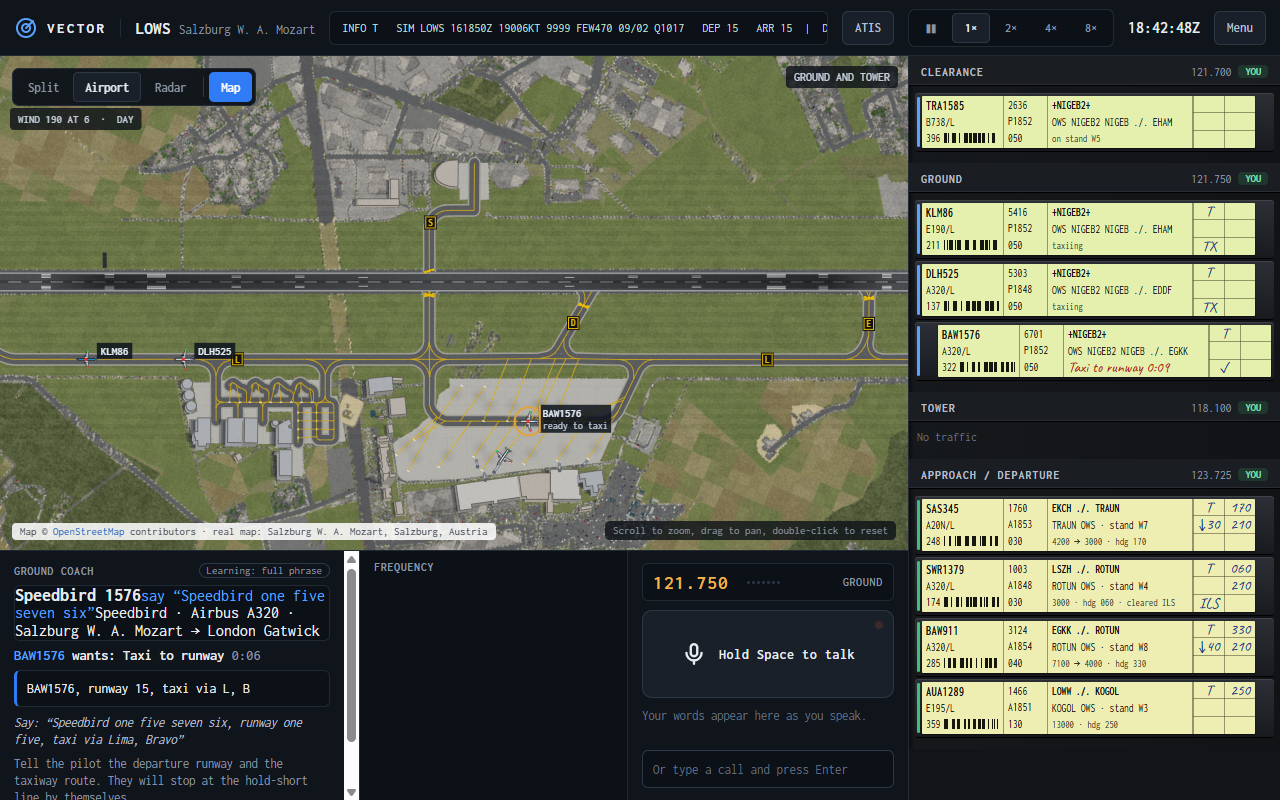 VECTOR
LOWS Salzburg W. A. Mozart
INFO T SIM LOWS 161850Z 19006KT 9999 FEW470 09/02 Q1017 DEP 15 ARR 15 | D
ATIS
1× 2× 4× 8×
18:42:48Z
Menu
Split Airport Radar Map
GROUND AND TOWER
WIND 190 AT 6 · DAY
S
D
E
L
L
KLM86
DLH525
BAW1576
ready to taxi
Map © OpenStreetMap contributors · real map: Salzburg W. A. Mozart, Salzburg, Austria
Scroll to zoom, drag to pan, double-click to reset
GROUND COACH
Learning: full phrase
Speedbird 1576say “Speedbird one five
seven six”Speedbird · Airbus A320 ·
Salzburg W. A. Mozart → London Gatwick
BAW1576 wants: Taxi to runway 0:06
BAW1576, runway 15, taxi via L, B
Say: “Speedbird one five seven six, runway one
five, taxi via Lima, Bravo”
Tell the pilot the departure runway and the
taxiway route. They will stop at the hold-short
line by themselves.
FREQUENCY
121.750 GROUND
Hold Space to talk
Your words appear here as you speak.
Or type a call and press Enter
CLEARANCE 121.700 YOU
TRA1585 2636 +NIGEB2+
B738/L P1852 OWS NIGEB2 NIGEB ./. EHAM
396 050 on stand W5
GROUND 121.750 YOU
KLM86 5416 +NIGEB2+ T
E190/L P1852 OWS NIGEB2 NIGEB ./. EHAM
211 050 taxiing TX
DLH525 5303 +NIGEB2+ T
A320/L P1848 OWS NIGEB2 NIGEB ./. EDDF
137 050 taxiing TX
BAW1576 6701 +NIGEB2+ T
A320/L P1852 OWS NIGEB2 NIGEB ./. EGKK
322 050 Taxi to runway 0:09 ✓
TOWER 118.100 YOU
No traffic
APPROACH / DEPARTURE 123.725 YOU
SAS345 1760 EKCH ./. TRAUN T 170
A20N/L A1853 TRAUN OWS · stand W7 ↓30 210
248 030 4200 → 3000 · hdg 170
SWR1379 1003 LSZH ./. ROTUN T 060
A320/L A1848 ROTUN OWS · stand W4 210
174 030 3000 · hdg 060 · cleared ILS ILS
BAW911 3124 EGKK ./. ROTUN T 330
A320/L A1854 ROTUN OWS · stand W8 ↓40 210
285 040 7100 → 4000 · hdg 330
AUA1289 1466 LOWW ./. KOGOL T 250
E195/L A1851 KOGOL OWS · stand W3
359 130 13000 · hdg 250